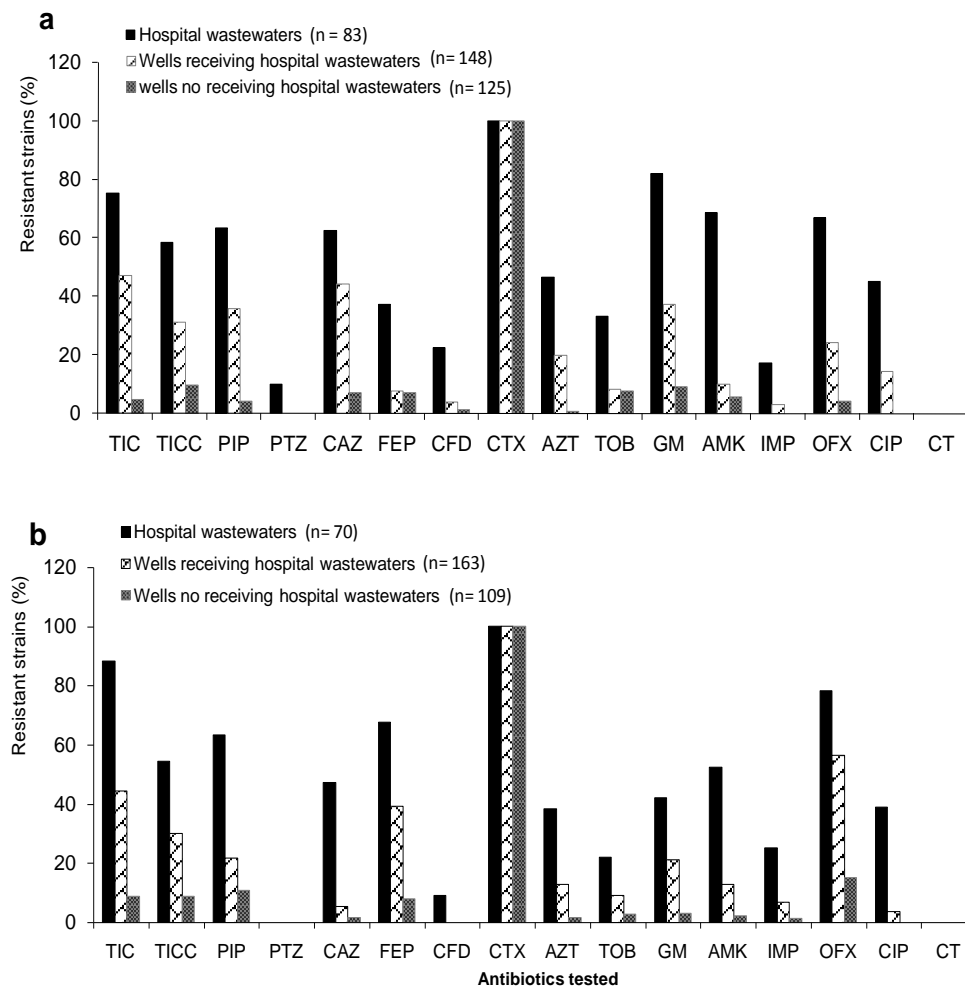 a
Hospital wastewaters (n = 83)
Wells receiving hospital wastewaters (n= 148)
wells no receiving hospital wastewaters (n= 125)
Resistant strains (%)
120
100
80
60
40
20
0
TIC TICC PIP PTZ CAZ FEP CFD CTX AZT TOB GM AMK IMP OFX CIP CT
b
Hospital wastewaters (n= 70)
Wells receiving hospital wastewaters (n= 163)
Wells no receiving hospital wastewaters (n= 109)
Resistant strains (%)
120
100
80
60
40
20
0
TIC TICC PIP PTZ CAZ FEP CFD CTX AZT TOB GM AMK IMP OFX CIP CT
Antibiotics tested